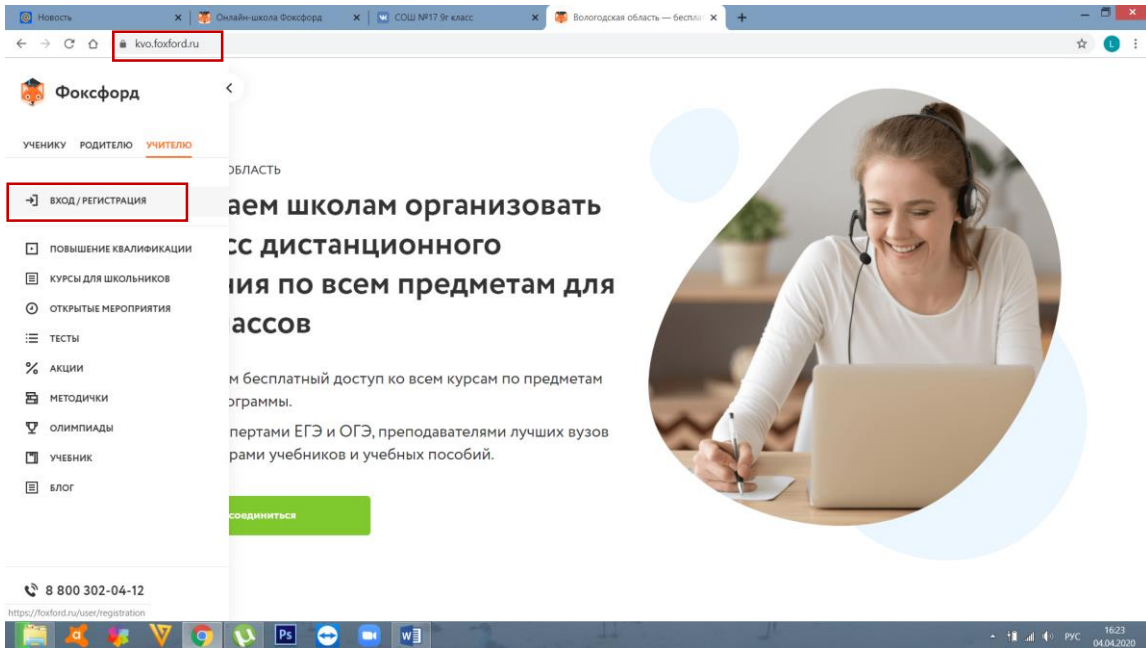 Новость
Онлайн-школа Фоксфорд
СОШ №17 9г класс
Вологодская область — беспла
kvo.foxford.ru
L
Фоксфорд
УЧЕНИКУ РОДИТЕЛЮ УЧИТЕЛЮ
ОБЛАСТЬ
ВХОД / РЕГИСТРАЦИЯ
аем школам организовать
сс дистанционного
ния по всем предметам для
ассов
ПОВЫШЕНИЕ КВАЛИФИКАЦИИ
КУРСЫ ДЛЯ ШКОЛЬНИКОВ
ОТКРЫТЫЕ МЕРОПРИЯТИЯ
ТЕСТЫ
АКЦИИ
МЕТОДИЧКИ
ОЛИМПИАДЫ
УЧЕБНИК
БЛОГ
м бесплатный доступ ко всем курсам по предметам
ограммы.
пертами ЕГЭ и ОГЭ, преподавателями лучших вузов
рами учебников и учебных пособий.
соединиться
8 800 302-04-12
https://foxford.ru/user/registration
Ps
РУС
16:23
04.04.2020